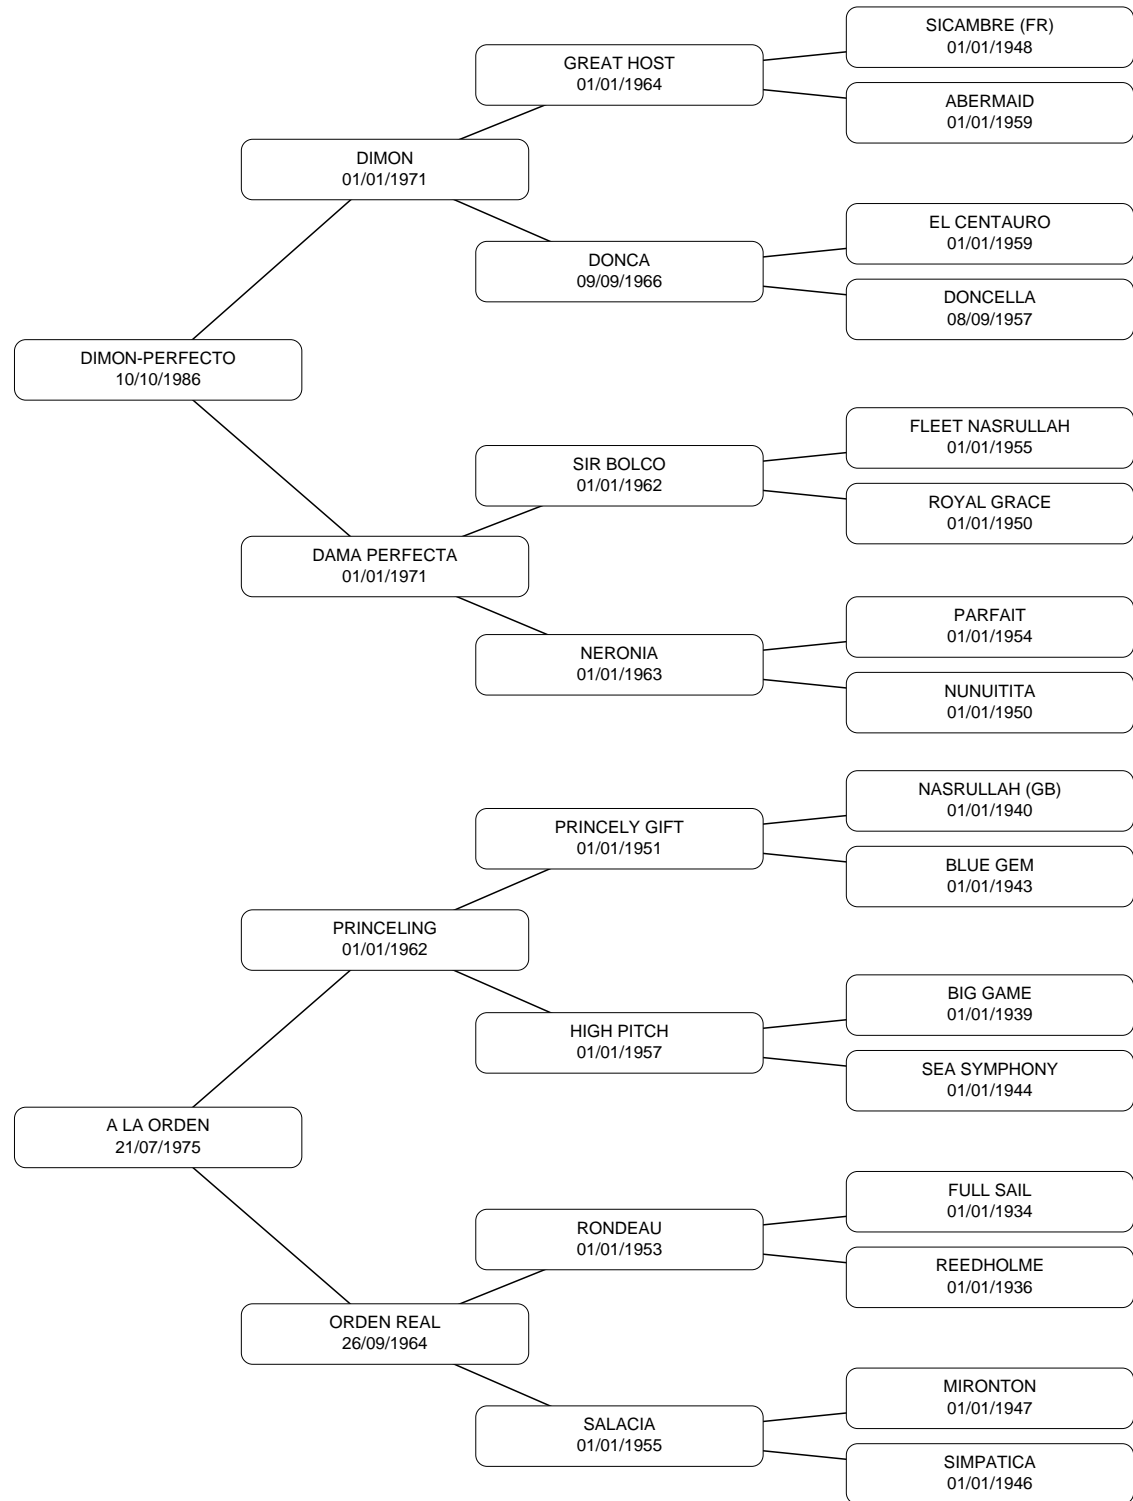 SICAMBRE (FR)
01/01/1948
GREAT HOST
01/01/1964
ABERMAID
01/01/1959
DIMON
01/01/1971
EL CENTAURO
01/01/1959
DONCA
09/09/1966
DONCELLA
08/09/1957
DIMON-PERFECTO
10/10/1986
FLEET NASRULLAH
01/01/1955
SIR BOLCO
01/01/1962
ROYAL GRACE
01/01/1950
DAMA PERFECTA
01/01/1971
PARFAIT
01/01/1954
NERONIA
01/01/1963
NUNUITITA
01/01/1950
NASRULLAH (GB)
01/01/1940
PRINCELY GIFT
01/01/1951
BLUE GEM
01/01/1943
PRINCELING
01/01/1962
BIG GAME
01/01/1939
HIGH PITCH
01/01/1957
SEA SYMPHONY
01/01/1944
A LA ORDEN
21/07/1975
FULL SAIL
01/01/1934
RONDEAU
01/01/1953
REEDHOLME
01/01/1936
ORDEN REAL
26/09/1964
MIRONTON
01/01/1947
SALACIA
01/01/1955
SIMPATICA
01/01/1946